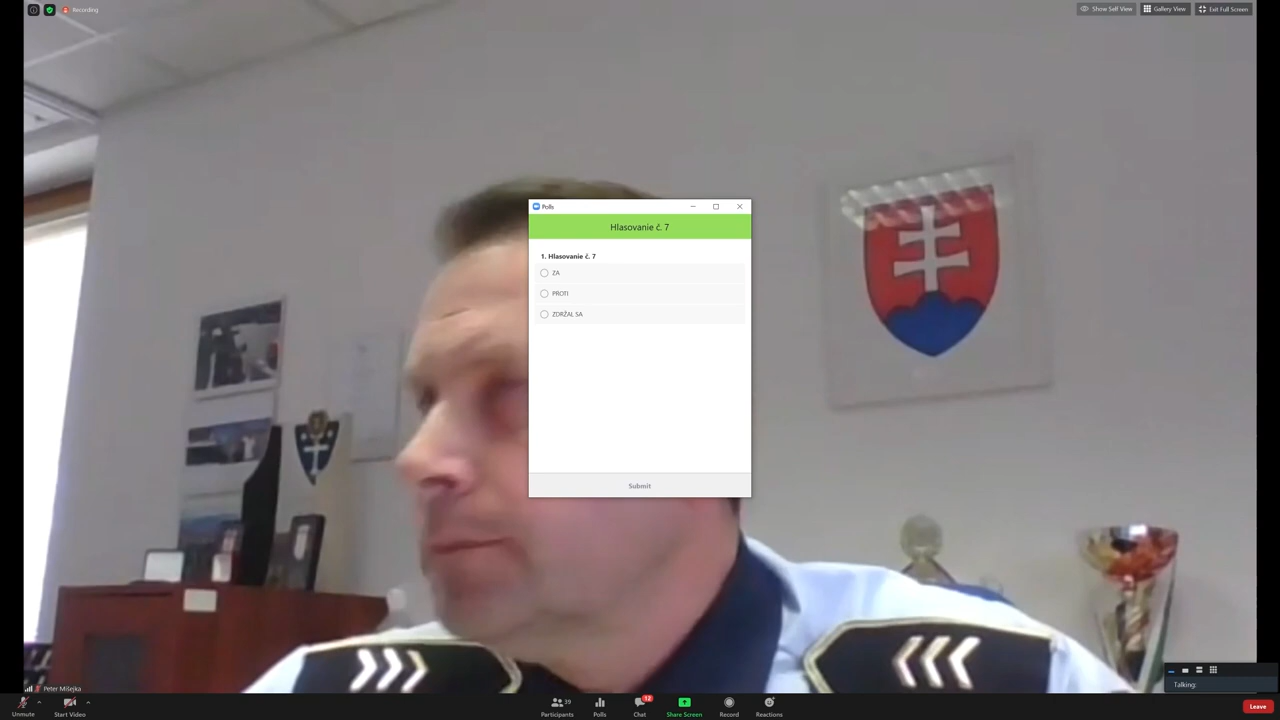 Recording
Show Self View
Gallery View
Exit Full Screen
Polls
Hlasovanie č. 7
1. Hlasovanie č. 7
ZA
PROTI
ZDRŽAL SA
Submit
Talking:
Peter Mišejka
Unmute
Start Video
Participants
39
Polls
Chat
12
Share Screen
Record
Reactions
Leave